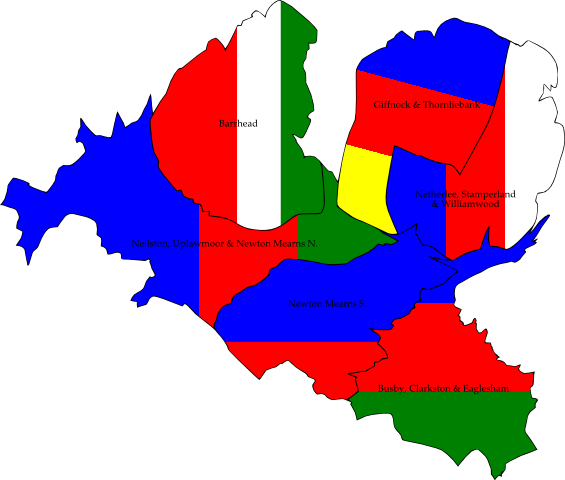 Barrhead
Giffnock & Thornliebank
Netherlee, Stamperland
& Williamwood
Neilston, Uplawmoor & Newton Mearns N.
Newton Mearns S.
Busby, Clarkston & Eaglesham